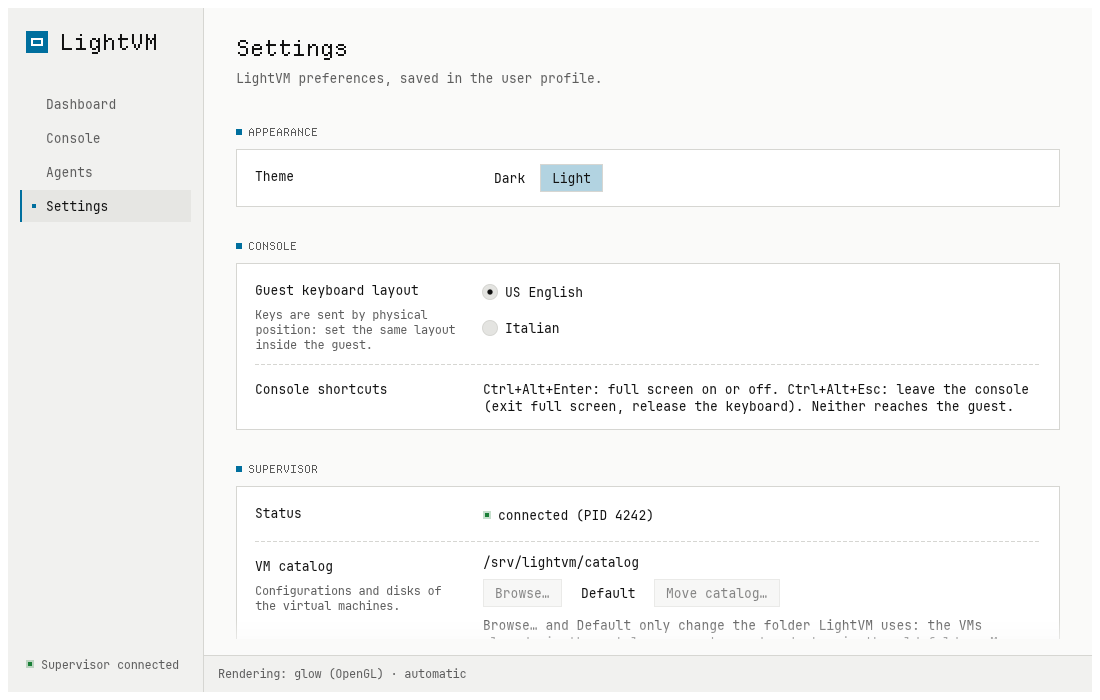 LightVM
Dashboard
Console
Agents
Settings
Supervisor connected
Settings
LightVM preferences, saved in the user profile.
APPEARANCE
Theme
Dark Light
CONSOLE
Guest keyboard layout
Keys are sent by physical
position: set the same layout
inside the guest.
US English
Italian
Console shortcuts
Ctrl+Alt+Enter: full screen on or off. Ctrl+Alt+Esc: leave the console
(exit full screen, release the keyboard). Neither reaches the guest.
SUPERVISOR
Status
connected (PID 4242)
VM catalog
Configurations and disks of
the virtual machines.
/srv/lightvm/catalog
Browse… Default Move catalog…
Browse… and Default only change the folder LightVM uses: the VMs
Rendering: glow (OpenGL) · automatic